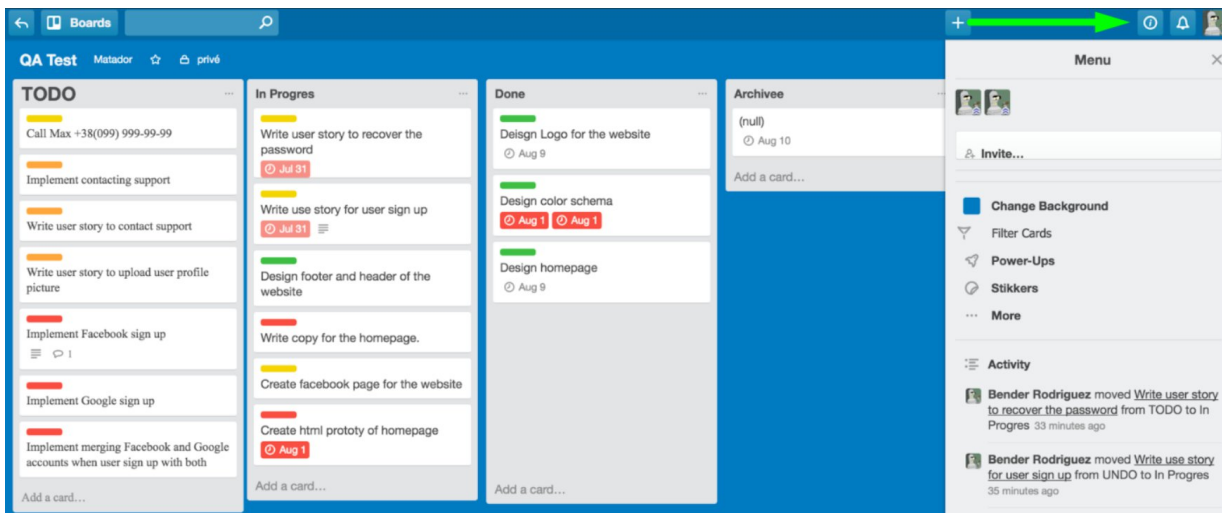 Boards
QA Test Matador privé
TODO
Call Max +38(099) 999-99-99
Implement contacting support
Write user story to contact support
Write user story to upload user profile
picture
Implement Facebook sign up
1
Implement Google sign up
Implement merging Facebook and Google
accounts when user sign up with both
Add a card...
In Progres
Write user story to recover the
password
Jul 31
Write use story for user sign up
Jul 31
Design footer and header of the
website
Write copy for the homepage.
Create facebook page for the website
Create html prototy of homepage
Aug 1
Add a card...
Done
Deisgn Logo for the website
Aug 9
Design color schema
Aug 1 Aug 1
Design homepage
Aug 9
Add a card...
Archivee
(null)
Aug 10
Add a card...
Menu
Invite...
Change Background
Filter Cards
Power-Ups
Stikkers
More
Activity
Bender Rodriguez moved Write user story
to recover the password from TODO to In
Progres 33 minutes ago
Bender Rodriguez moved Write use story
for user sign up from UNDO to In Progres
35 minutes ago